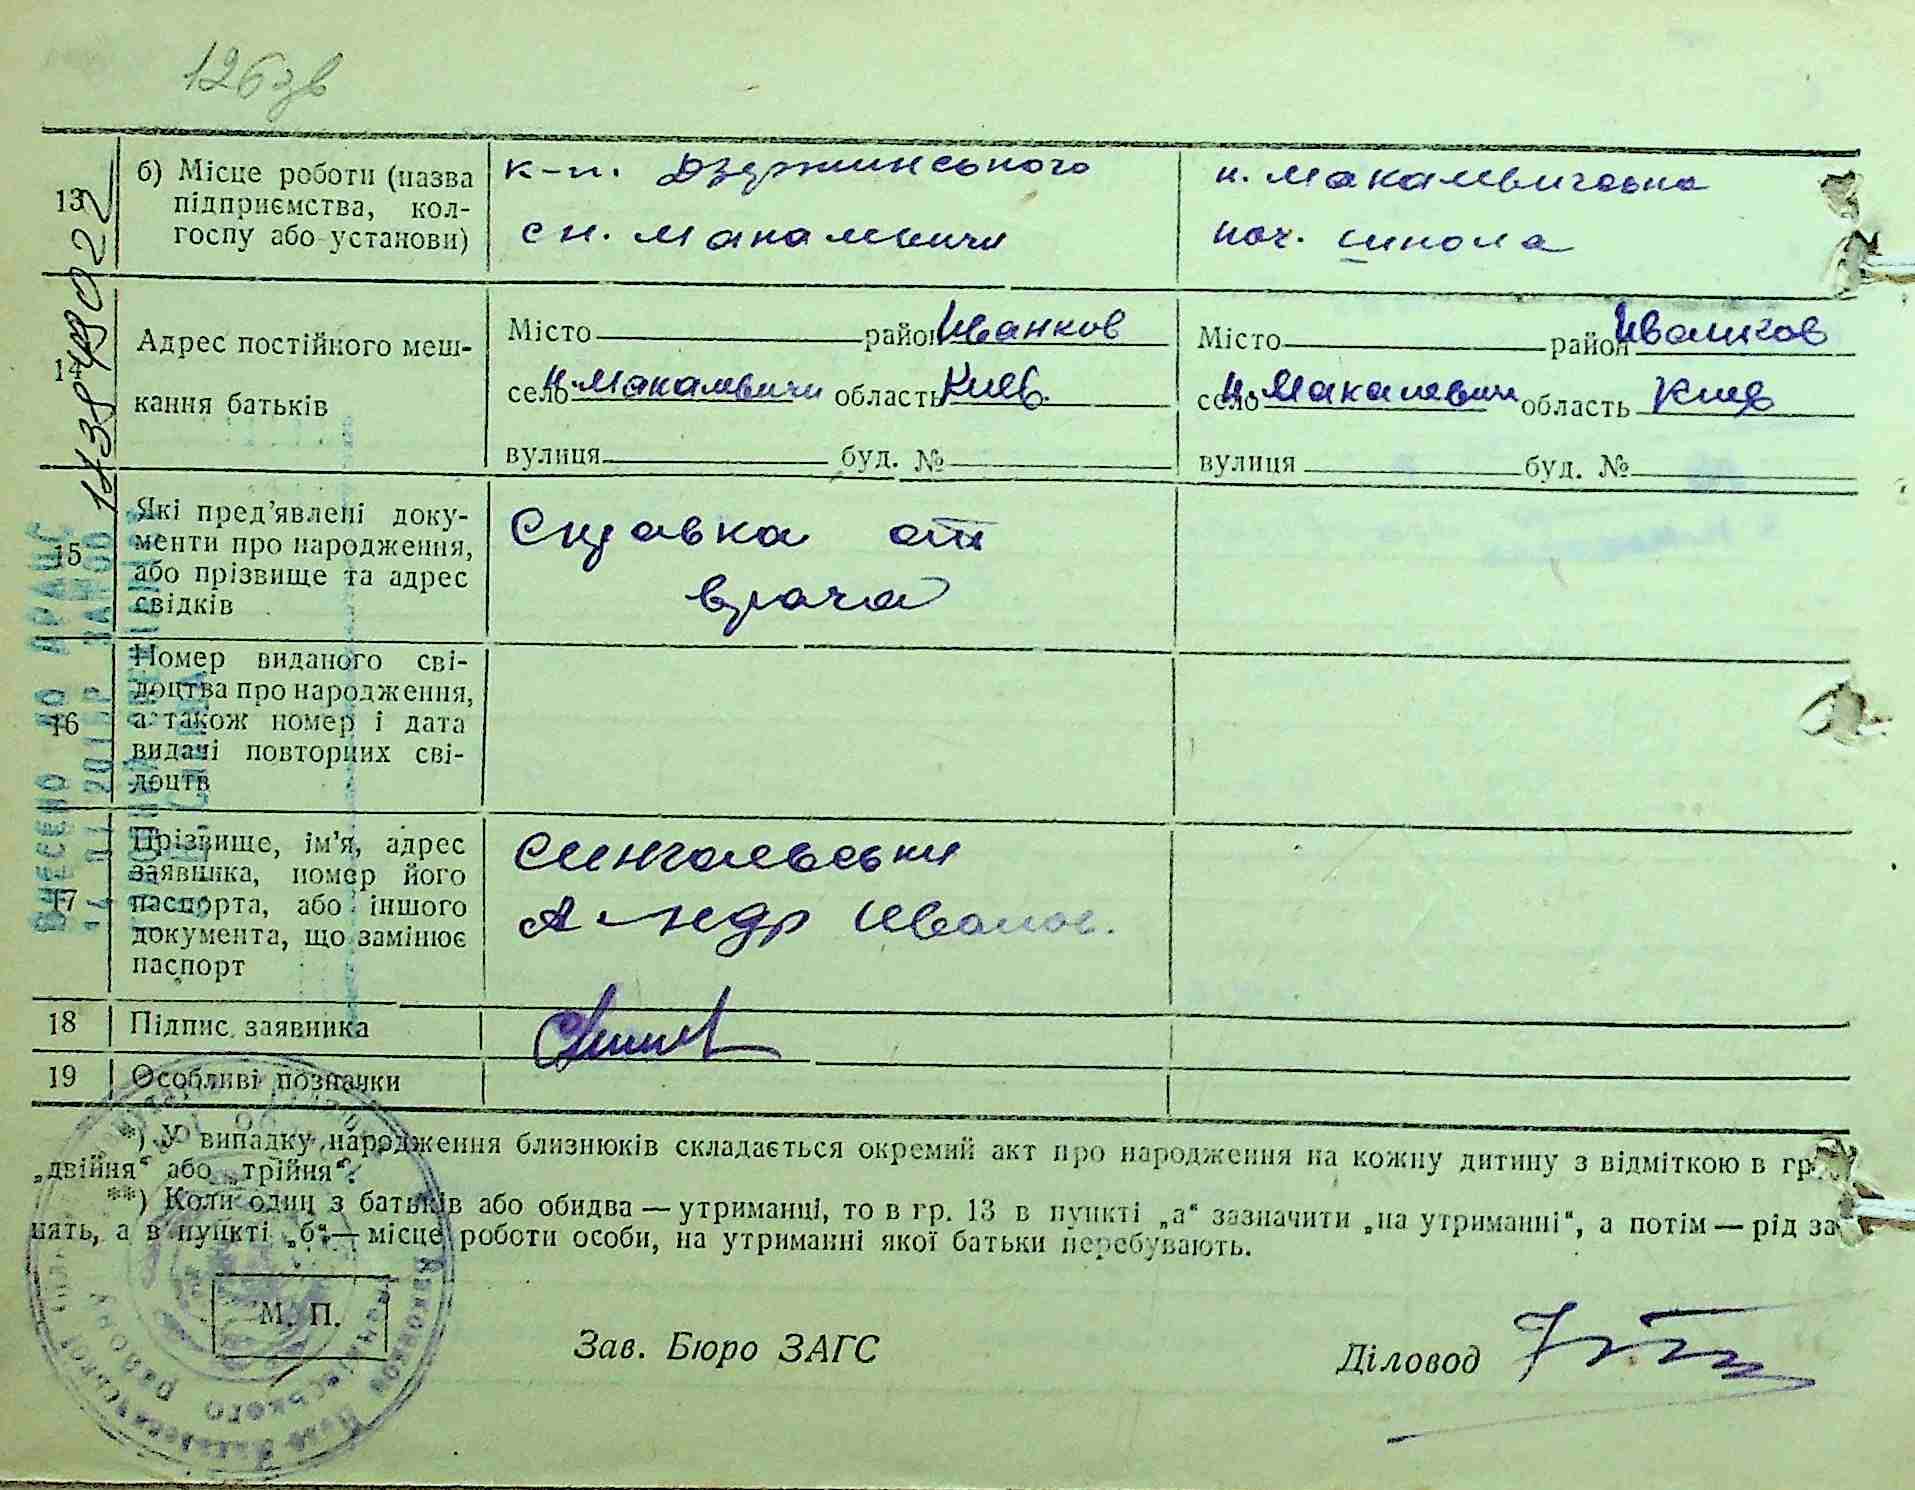 126зв
13 б) Місце роботи (назва підприємства, колгоспу або установи)
к-п. Дзержинського
ст. Макалевичи
н. Макалевичська
поч. школа
14 Адрес постійного мешкання батьків
Місто район Иванков
село н. Макалевичи область Киев.
вулиця буд. №
Місто район Иванков
село н. Макалевичи область Киев
вулиця буд. №
15 Які пред'явлені документи про народження, або прізвище та адрес свідків
Справка от
врача
16 Номер виданого свідоцтва про народження, а також номер і дата видачі повторних свідоцтв
17 Прізвище, ім'я, адрес заявника, номер його паспорта, або іншого документа, що замінює паспорт
А-ндр Иванов.
18 Підпис заявника
19 Особливі позначки
*) У випадку народження близнюків складається окремий акт про народження на кожну дитину з відміткою в гр.
„двійня“ або „трійня“.
**) Коли один з батьків або обидва — утриманці, то в гр. 13 в пункті „а“ зазначити „на утриманні“, а потім — рід за
нять, а в пункті „б“ — місце роботи особи, на утриманні якої батьки перебувають.
М. П.
Зав. Бюро ЗАГС
Діловод
ВНЕСЕНО ДО ДРАЦС